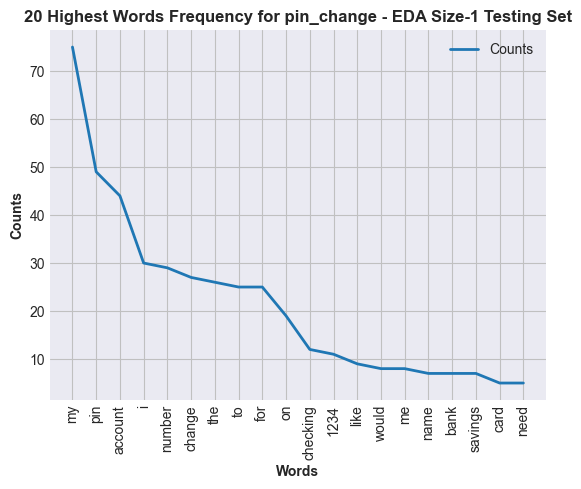 20 Highest Words Frequency for pin_change - EDA Size-1 Testing Set
Counts
70
60
50
40
30
20
10
Counts
my
pin
account
i
number
change
the
to
for
on
checking
1234
like
would
me
name
bank
savings
card
need
Words